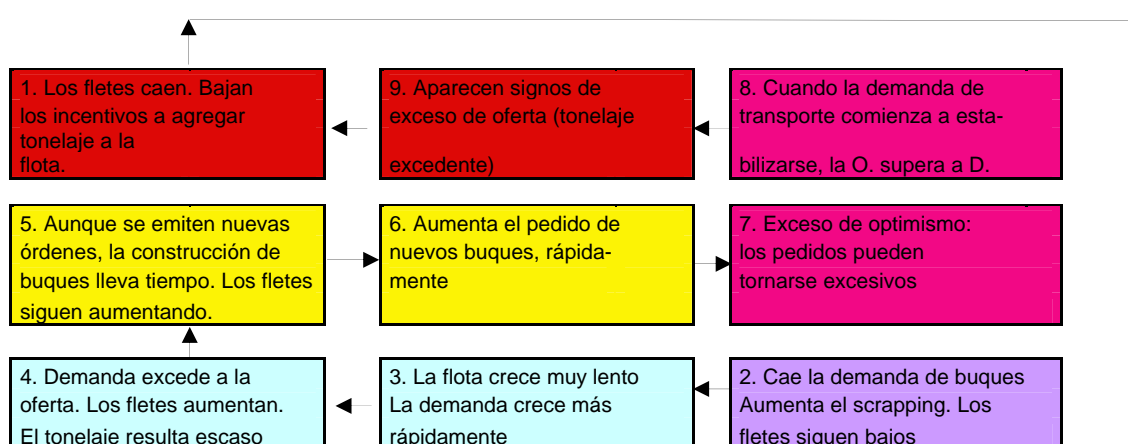 1. Los fletes caen. Bajan
los incentivos a agregar
tonelaje a la
flota.
9. Aparecen signos de
exceso de oferta (tonelaje
excedente)
8. Cuando la demanda de
transporte comienza a esta-
bilizarse, la O. supera a D.
5. Aunque se emiten nuevas
órdenes, la construcción de
buques lleva tiempo. Los fletes
siguen aumentando.
6. Aumenta el pedido de
nuevos buques, rápida-
mente
7. Exceso de optimismo:
los pedidos pueden
tornarse excesivos
4. Demanda excede a la
oferta. Los fletes aumentan.
El tonelaje resulta escaso
3. La flota crece muy lento
La demanda crece más
rápidamente
2. Cae la demanda de buques
Aumenta el scrapping. Los
fletes siguen bajos